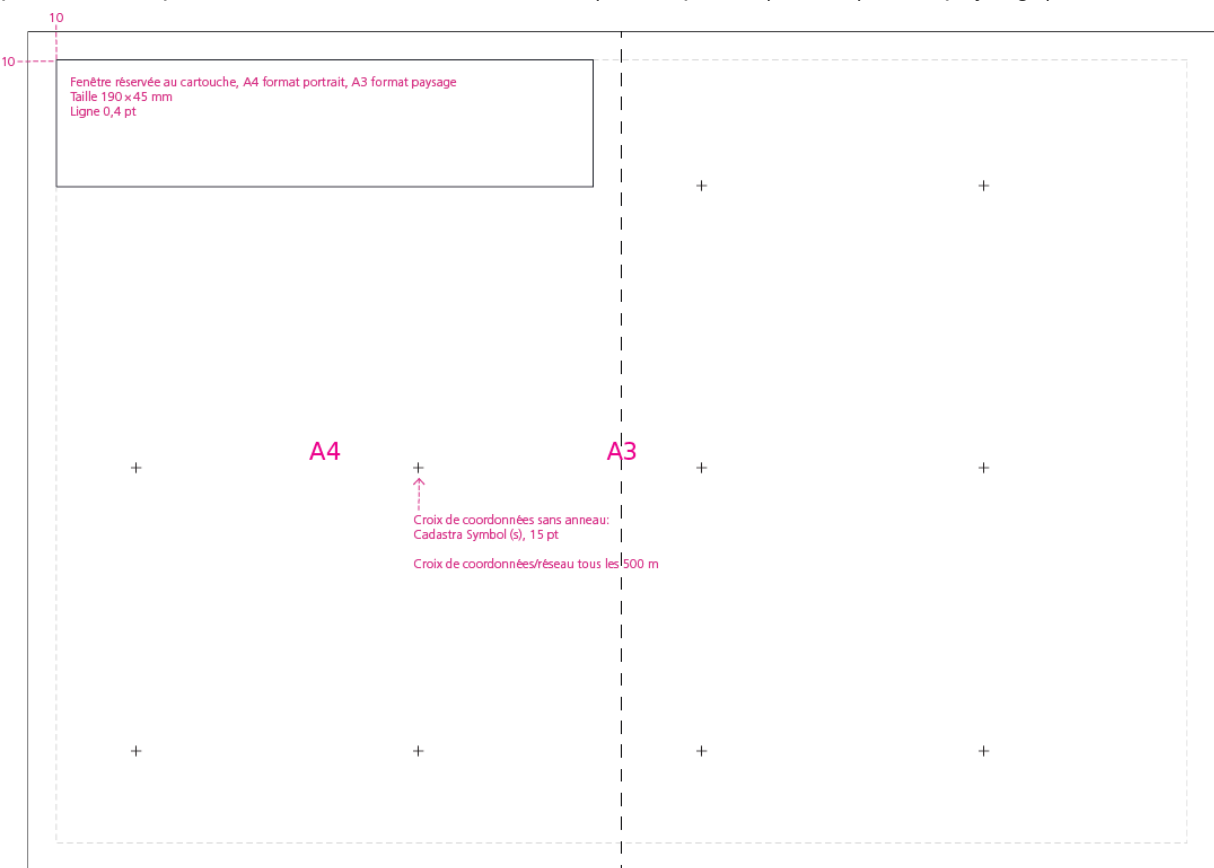 10
10
Fenêtre réservée au cartouche, A4 format portrait, A3 format paysage
Taille 190 × 45 mm
Ligne 0,4 pt
A4
A3
Croix de coordonnées sans anneau:
Cadastra Symbol (s), 15 pt
Croix de coordonnées/réseau tous les 500 m